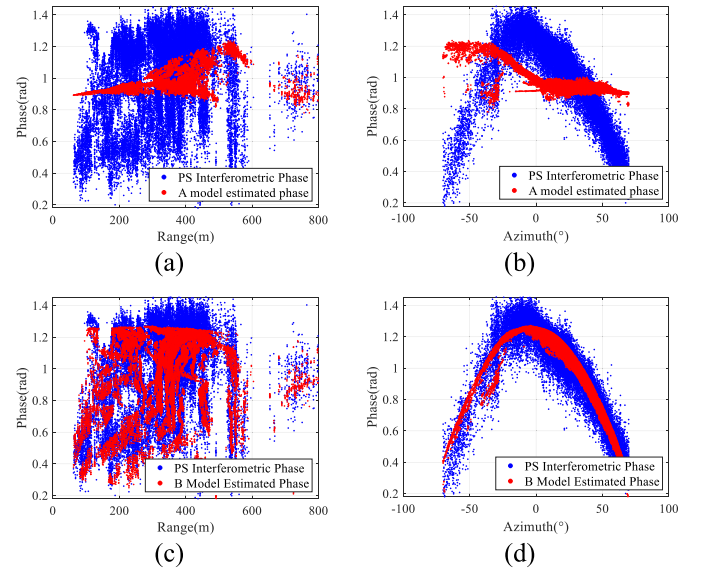 1.4
1.2
1
0.8
0.6
0.4
0.2
Phase(rad)
PS Interferometric Phase
A model estimated phase
0 200 400 600 800
Range(m)
(a)
1.4
1.2
1
0.8
0.6
0.4
0.2
Phase(rad)
PS Interferometric Phase
A model estimated phase
-100 -50 0 50 100
Azimuth(°)
(b)
1.4
1.2
1
0.8
0.6
0.4
0.2
Phase(rad)
PS Interferometric Phase
B Model Estimated Phase
0 200 400 600 800
Range(m)
(c)
1.4
1.2
1
0.8
0.6
0.4
0.2
Phase(rad)
PS Interferometric Phase
B Model Estimated Phase
-100 -50 0 50 100
Azimuth(°)
(d)